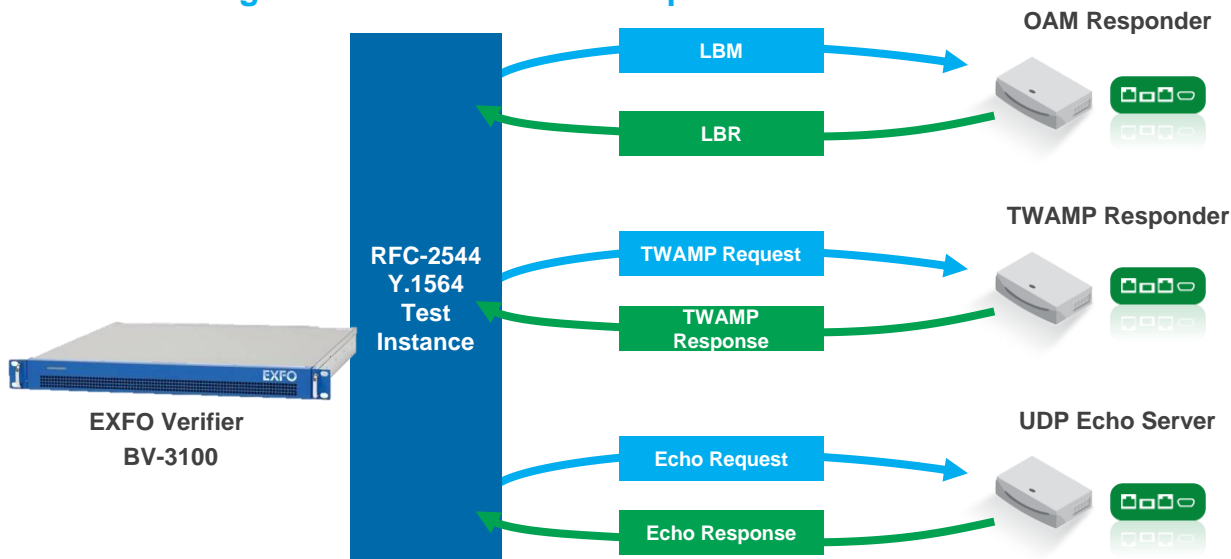 OAM Responder
LBM
LBR
TWAMP Responder
RFC-2544
Y.1564
Test
Instance
TWAMP Request
TWAMP
Response
EXFO
EXFO Verifier
BV-3100
UDP Echo Server
Echo Request
Echo Response